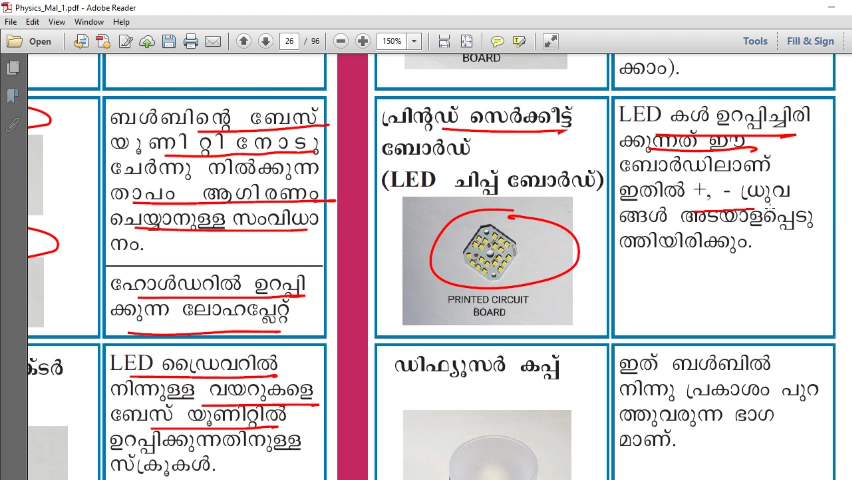 Physics_Mal_1.pdf - Adobe Reader
File Edit View Window Help
Open 26 / 96 150% Tools Fill & Sign
ബൾബിന്റെ ബേസ്
യൂണിറ്റിനോടു
ചേർന്നു നിൽക്കുന്ന
താപം ആഗിരണം
ചെയ്യാനുള്ള സംവിധാ
നം.
ഹോൾഡറിൽ ഉറപ്പി
ക്കുന്ന ലോഹപ്ലേറ്റ്
ക്ടർ
LED ഡ്രൈവറിൽ
നിന്നുള്ള വയറുകളെ
ബേസ് യൂണിറ്റിൽ
ഉറപ്പിക്കുന്നതിനുള്ള
സ്ക്രൂകൾ.
BOARD
ക്കാം).
പ്രിന്റഡ് സെർക്കീട്ട്
ബോർഡ്
(LED ചിപ്പ് ബോർഡ്)
PRINTED CIRCUIT
BOARD
LED കൾ ഉറപ്പിച്ചിരി
ക്കുന്നത് ഈ
ബോർഡിലാണ്
ഇതിൽ +, - ധ്രുവ
ങ്ങൾ അടയാളപ്പെടു
ത്തിയിരിക്കും.
ഡിഫ്യൂസർ കപ്പ്
ഇത് ബൾബിൽ
നിന്നു പ്രകാശം പുറ
ത്തുവരുന്ന ഭാഗ
മാണ്.